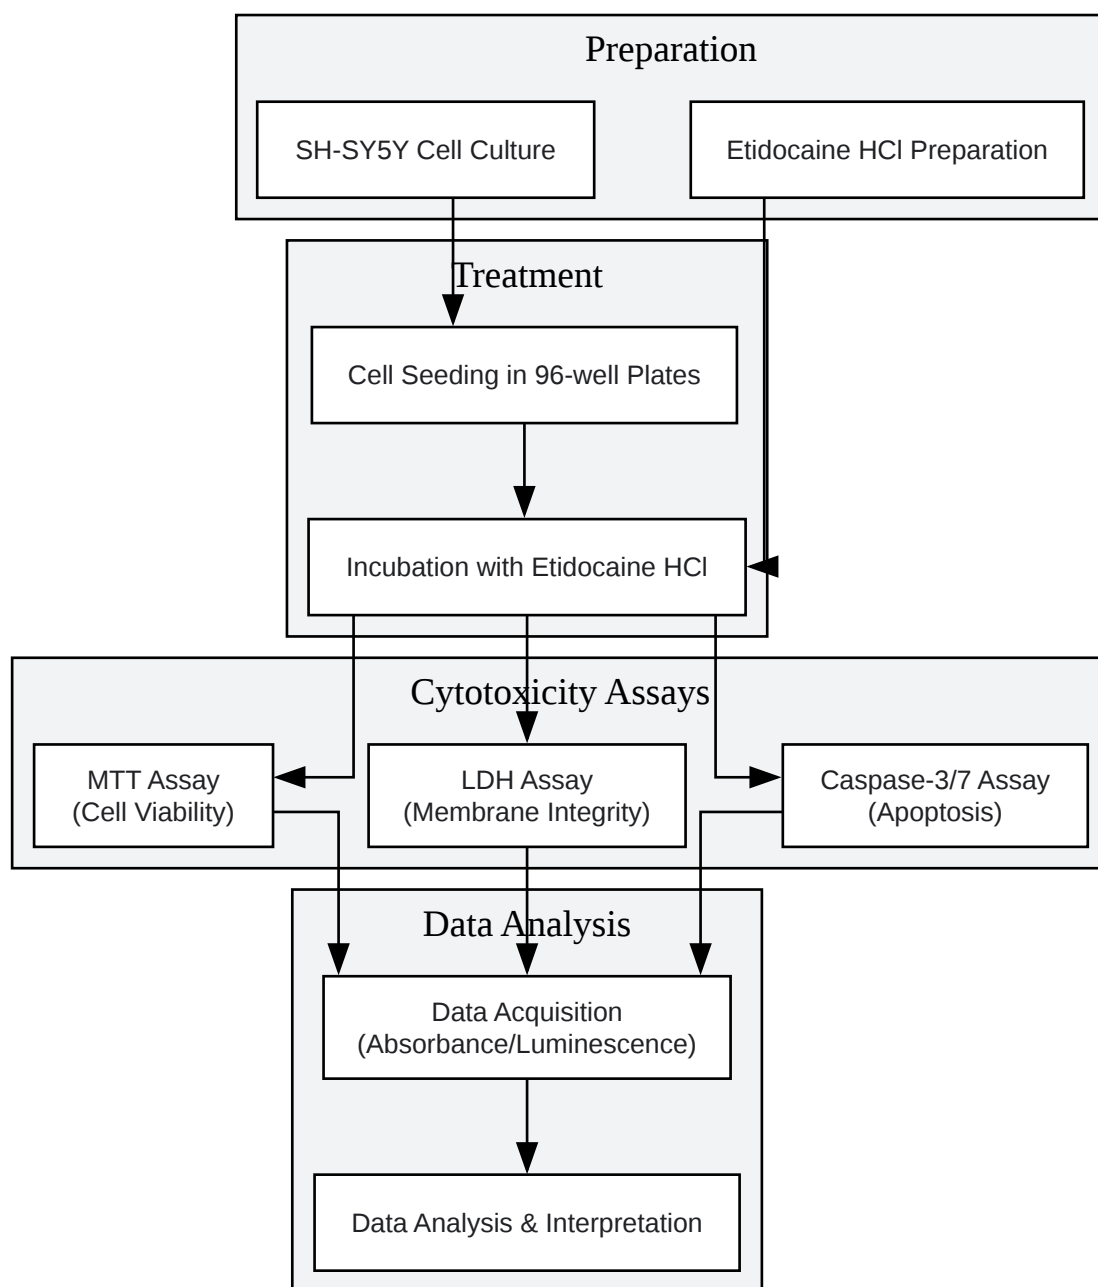 Preparation
SH-SY5Y Cell Culture
Etidocaine HCl Preparation
Treatment
Cell Seeding in 96-well Plates
Incubation with Etidocaine HCl
Cytotoxicity Assays
MTT Assay
(Cell Viability)
LDH Assay
(Membrane Integrity)
Caspase-3/7 Assay
(Apoptosis)
Data Analysis
Data Acquisition
(Absorbance/Luminescence)
Data Analysis & Interpretation